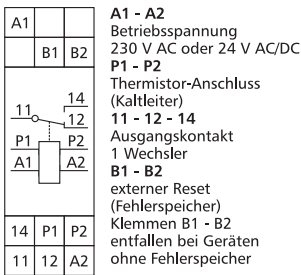 A1
B1 B2
14
11
12
P1 P2
A1 A2
14 P1 P2
11 12 A2
A1 - A2
Betriebsspannung
230 V AC oder 24 V AC/DC
P1 - P2
Thermistor-Anschluss
(Kaltleiter)
11 - 12 - 14
Ausgangskontakt
1 Wechsler
B1 - B2
externer Reset
(Fehlerspeicher)
Klemmen B1 - B2
entfallen bei Geräten
ohne Fehlerspeicher